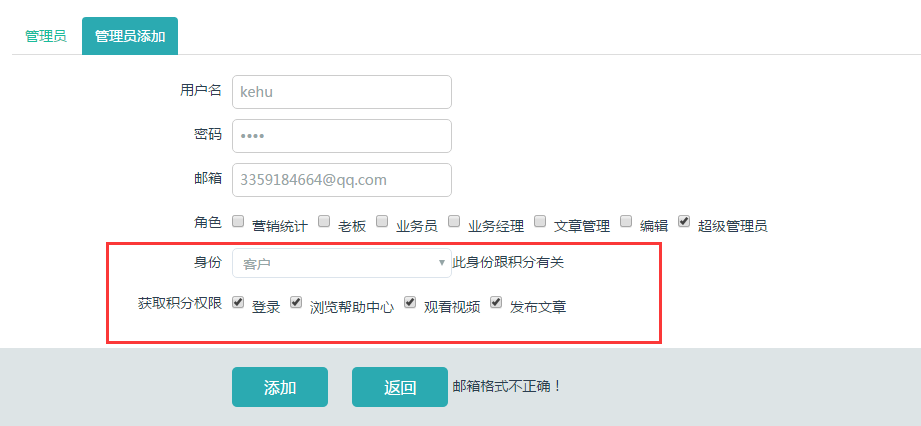 管理员 管理员添加
用户名 kehu
密码 ••••
邮箱 3359184664@qq.com
角色 营销统计 老板 业务员 业务经理 文章管理 编辑 超级管理员
身份 客户 此身份跟积分有关
获取积分权限 登录 浏览帮助中心 观看视频 发布文章
添加 返回 邮箱格式不正确！